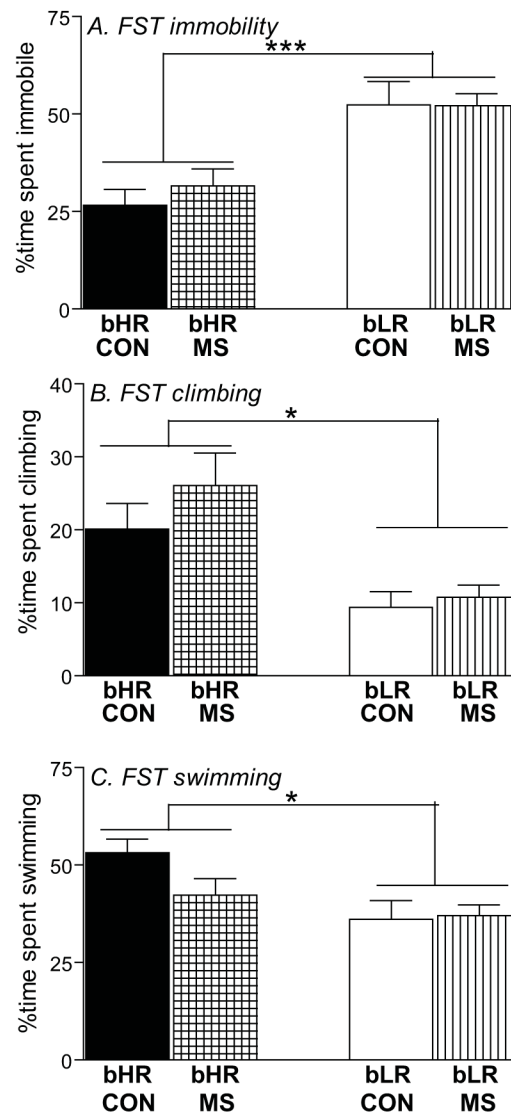 A. FST immobility
***
%time spent immobile
75
50
25
0
bHR bHR bLR bLR
CON MS CON MS
B. FST climbing
*
%time spent climbing
40
30
20
10
0
bHR bHR bLR bLR
CON MS CON MS
C. FST swimming
*
%time spent swimming
75
50
25
0
bHR bHR bLR bLR
CON MS CON MS